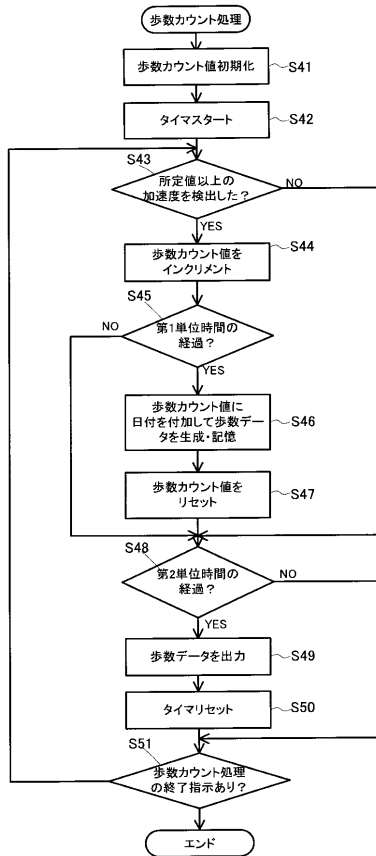 歩数カウント処理
歩数カウント値初期化
S41
タイマスタート
S42
S43
所定値以上の
加速度を検出した？
NO
YES
S44
歩数カウント値を
インクリメント
S45
NO
第1単位時間の
経過？
YES
歩数カウント値に
日付を付加して歩数デー
タを生成・記憶
S46
歩数カウント値を
リセット
S47
S48
第2単位時間の
経過？
NO
YES
歩数データを出力
S49
タイマリセット
S50
S51
歩数カウント処理
の終了指示あり？
エンド